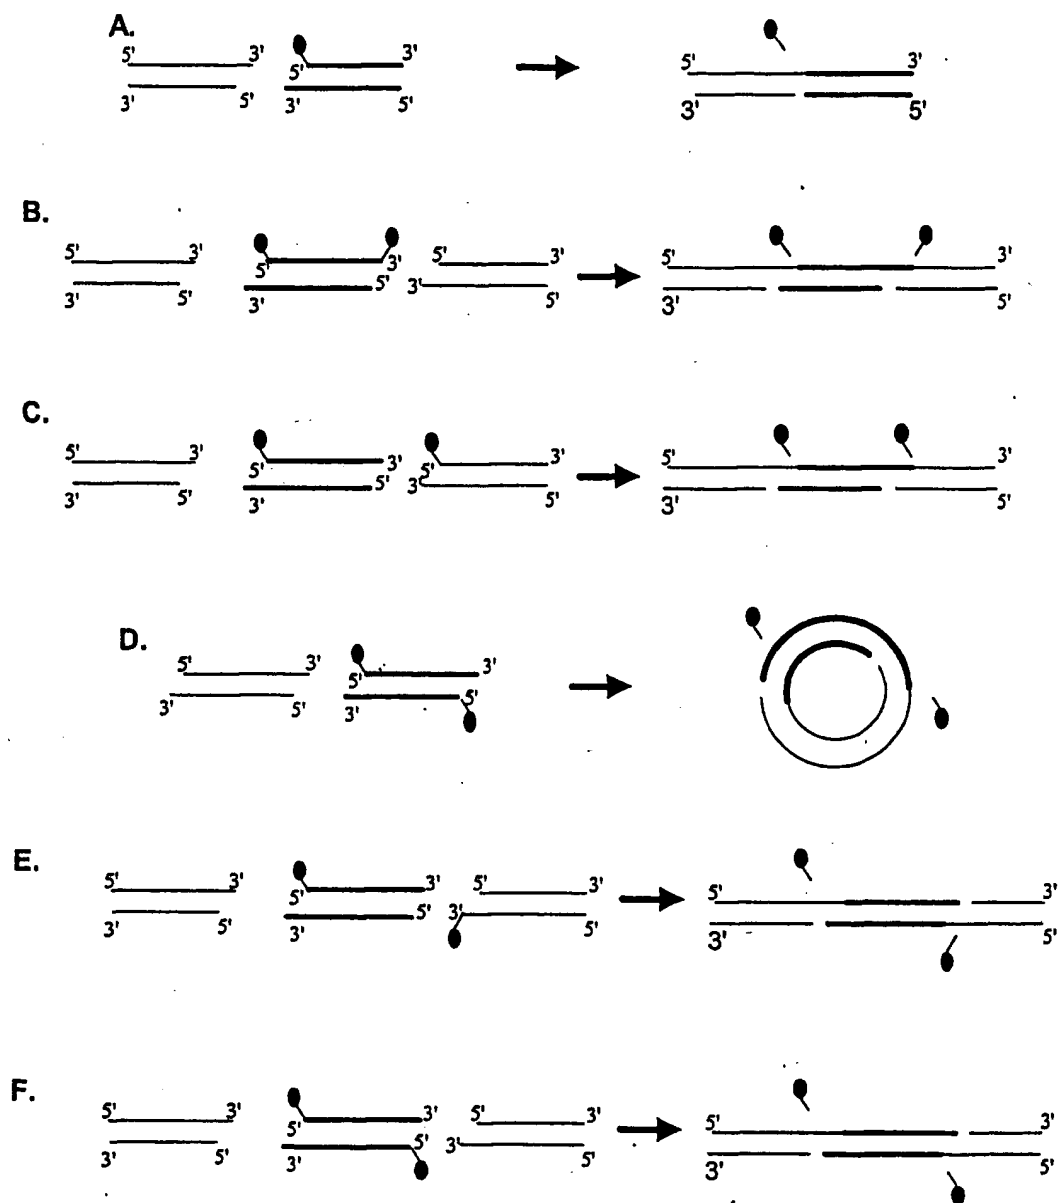 A.
5' 3' 5' 3' 5' 3'
3' 5' 3' 5' 3' 5'
B.
5' 3' 5' 3' 5' 3' 5' 3'
3' 5' 3' 5' 3' 5' 3' 5'
C.
5' 3' 5' 3' 5' 3' 5' 3'
3' 5' 3' 5' 3' 5' 3' 5'
D.
5' 3' 5' 3'
3' 5' 3' 5'
E.
5' 3' 5' 3' 5' 3' 5' 3'
3' 5' 3' 5' 3' 5' 3' 5'
F.
5' 3' 5' 3' 5' 3' 5' 3'
3' 5' 3' 5' 3' 5' 3' 5'